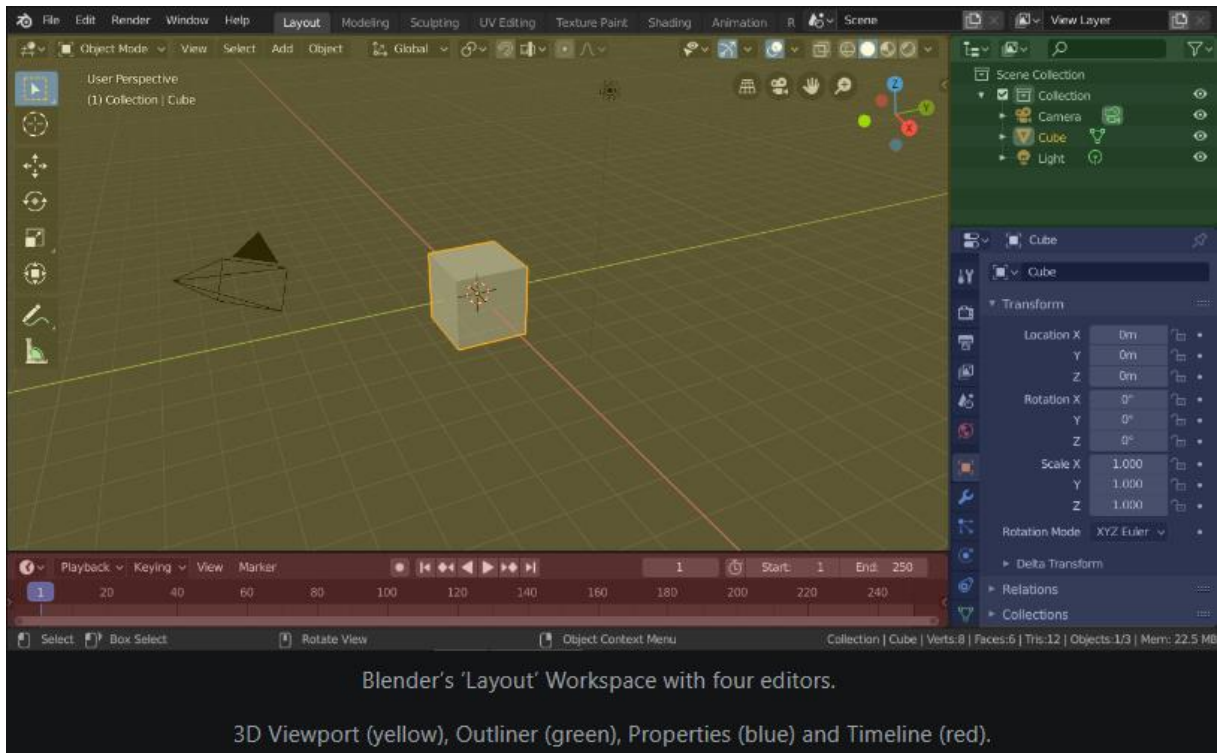 File Edit Render Window Help Layout Modeling Sculpting UV Editing Texture Paint Shading Animation R Scene View Layer
Object Mode View Select Add Object Global
User Perspective
(1) Collection | Cube
Z
Y
X
Scene Collection
Collection
Camera
Cube
Light
Cube
Cube
Transform
Location X 0m
Y 0m
Z 0m
Rotation X 0°
Y 0°
Z 0°
Scale X 1.000
Y 1.000
Z 1.000
Rotation Mode XYZ Euler
Delta Transform
Relations
Collections
Playback Keying View Marker 1 Start: 1 End: 250
1 20 40 60 80 100 120 140 160 180 200 220 240
Select Box Select Rotate View Object Context Menu Collection | Cube | Verts:8 | Faces:6 | Tris:12 | Objects:1/3 | Mem: 22.5 MB
Blender's ‘Layout’ Workspace with four editors.
3D Viewport (yellow), Outliner (green), Properties (blue) and Timeline (red).